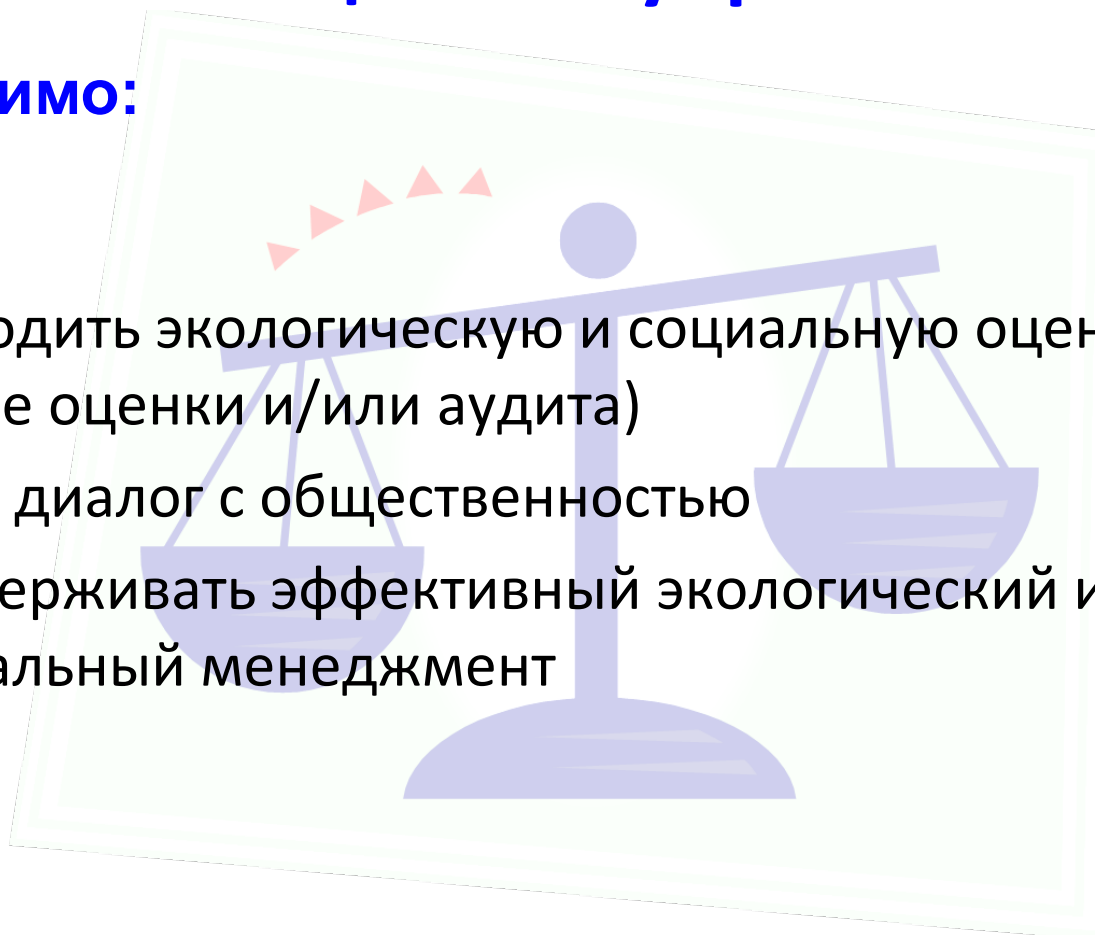 имо:
одить экологическую и социальную оцен
е оценки и/или аудита)
диалог с общественностью
ерживать эффективный экологический и
альный менеджмент